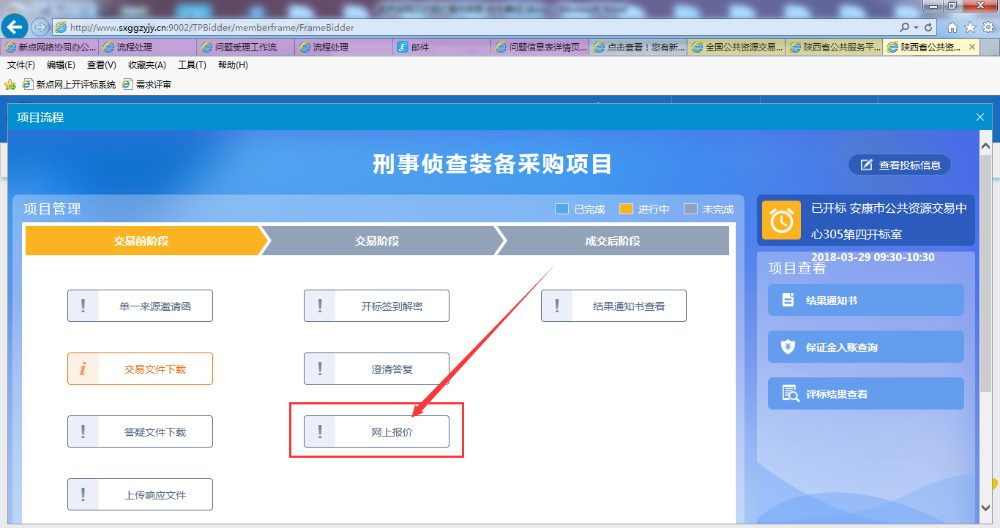 http://www.sxggzyjy.cn:9002/TPBidder/memberframe/FrameBidder
新点网络协同办公...
流程处理
问题受理工作流
流程处理
邮件
问题信息表详情页...
点击查看！您有新...
全国公共资源交易...
陕西省公共服务平...
陕西省公共资...
文件(F) 编辑(E) 查看(V) 收藏夹(A) 工具(T) 帮助(H)
新点网上开评标系统 需求评审
项目流程
刑事侦查装备采购项目
查看投标信息
项目管理
已完成 进行中 未完成
交易前阶段 交易阶段 成交后阶段
单一来源邀请函
开标签到解密
结果通知书查看
交易文件下载
澄清答复
答疑文件下载
网上报价
上传响应文件
已开标 安康市公共资源交易中
心305第四开标室
2018-03-29 09:30-10:30
项目查看
结果通知书
保证金入账查询
评标结果查看